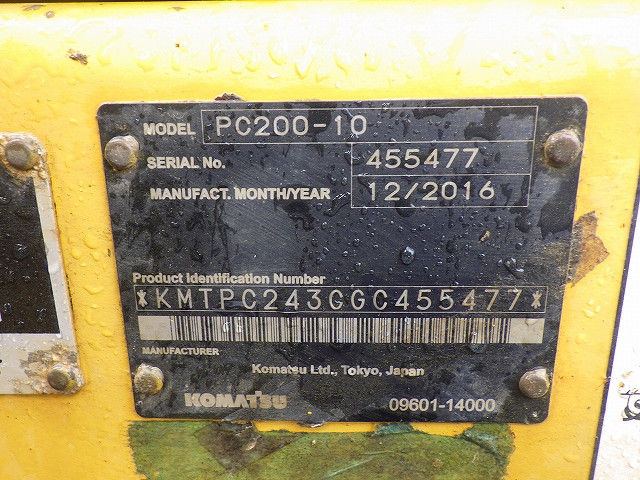 MODEL PC200-10
SERIAL No. 455477
MANUFACT. MONTH/YEAR 12/2016
Product Identification Number
*KMTPC243GGC455477*
MANUFACTURER
Komatsu Ltd., Tokyo, Japan
KOMATSU 09601-14000